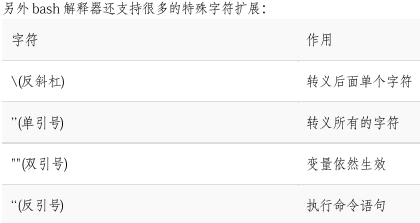 另外 bash 解释器还支持很多的特殊字符扩展：
字符 作用
\(反斜杠) 转义后面单个字符
''(单引号) 转义所有的字符
""(双引号) 变量依然生效
“(反引号) 执行命令语句